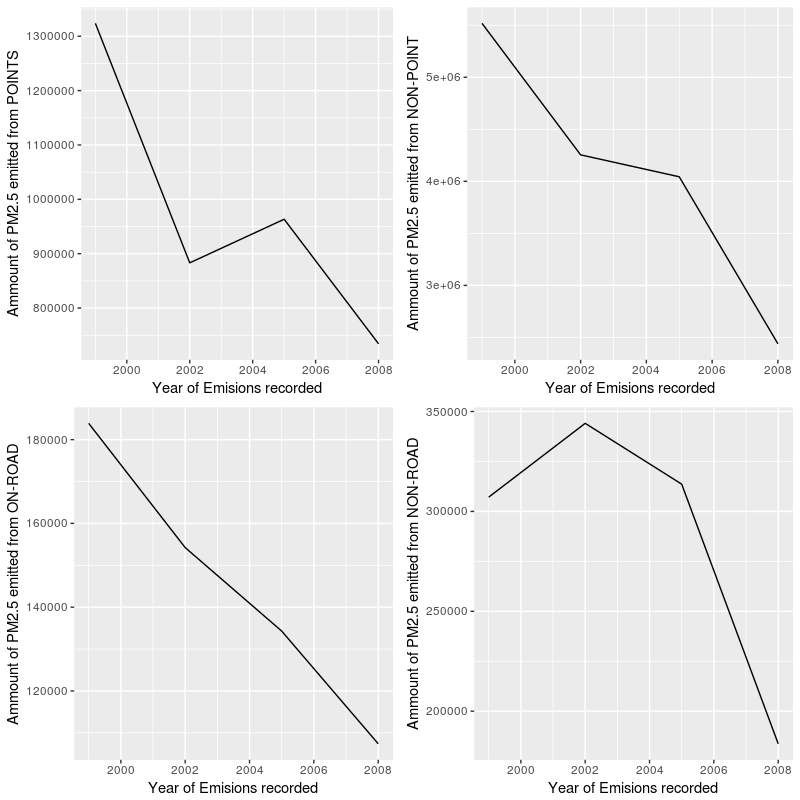 Ammount of PM2.5 emitted from POINTS
1300000
1200000
1100000
1000000
900000
800000
2000 2002 2004 2006 2008
Year of Emisions recorded
Ammount of PM2.5 emitted from NON-POINT
5e+06
4e+06
3e+06
2000 2002 2004 2006 2008
Year of Emisions recorded
Ammount of PM2.5 emitted from ON-ROAD
180000
160000
140000
120000
2000 2002 2004 2006 2008
Year of Emisions recorded
Ammount of PM2.5 emitted from NON-ROAD
350000
300000
250000
200000
2000 2002 2004 2006 2008
Year of Emisions recorded